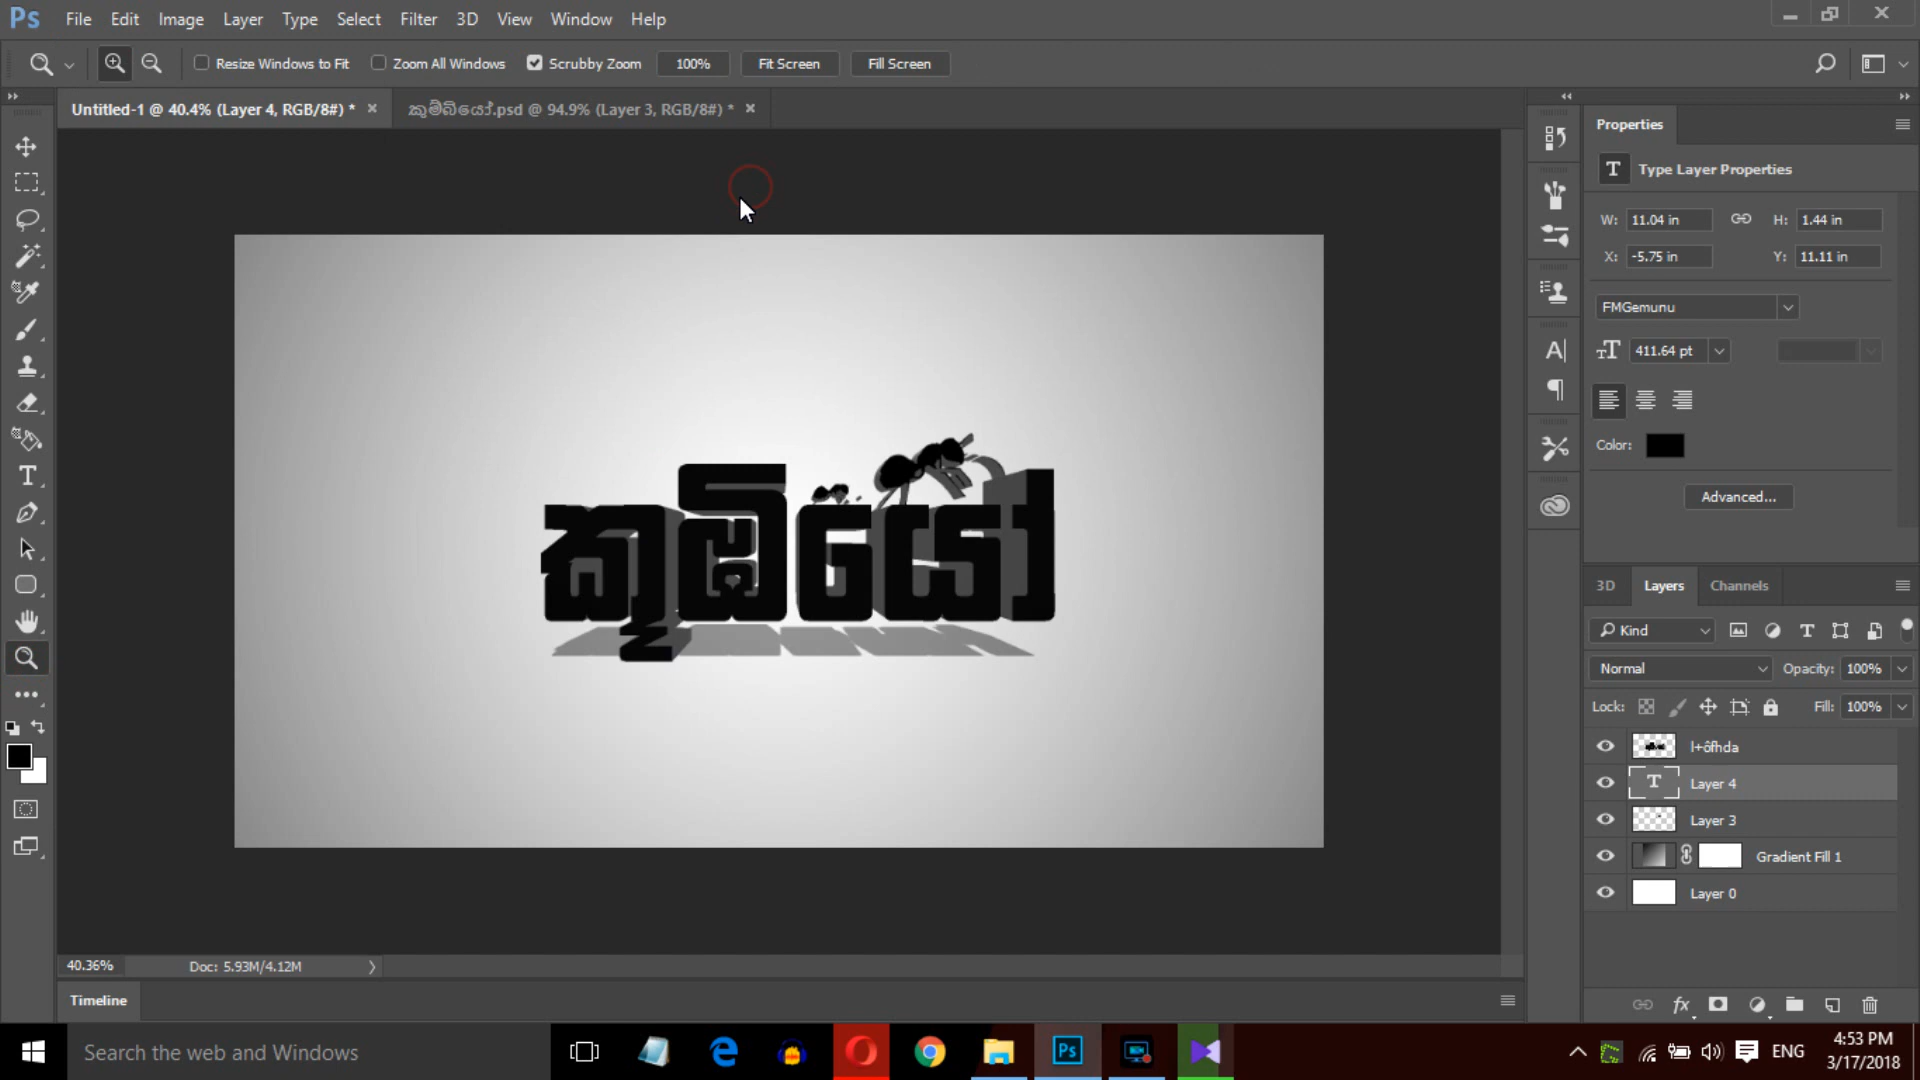 Ps File Edit Image Layer Type Select Filter 3D View Window Help
Resize Windows to Fit Zoom All Windows Scrubby Zoom 100% Fit Screen Fill Screen
Untitled-1 @ 40.4% (Layer 4, RGB/8#) * කුම්බියෝ.psd @ 94.9% (Layer 3, RGB/8#) *
Properties
T Type Layer Properties
W: 11.04 in H: 1.44 in
X: -5.75 in Y: 11.11 in
FMGemunu
411.64 pt
Color:
Advanced...
කුඹියෝ
3D Layers Channels
Kind
Normal Opacity: 100%
Lock: Fill: 100%
l+ôfhda
T Layer 4
Layer 3
Gradient Fill 1
Layer 0
40.36% Doc: 5.93M/4.12M
Timeline
Search the web and Windows
Ps
ENG
4:53 PM
3/17/2018